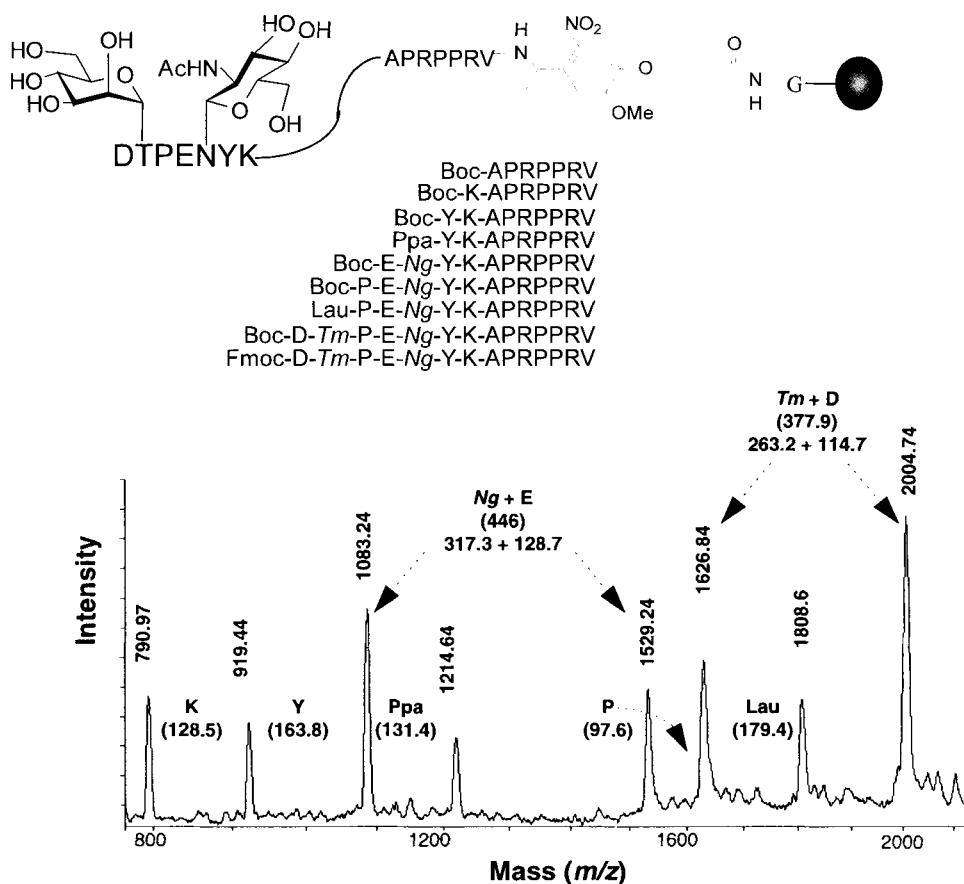 OH
HO
OH
HO
HO
O
AcHN
OH
OH
O
OH
DTPENYK
APRPPRV
H
N
NO2
O
OMe
O
N
H
G
Boc-APRPPRV
Boc-K-APRPPRV
Boc-Y-K-APRPPRV
Ppa-Y-K-APRPPRV
Boc-E-Ng-Y-K-APRPPRV
Boc-P-E-Ng-Y-K-APRPPRV
Lau-P-E-Ng-Y-K-APRPPRV
Boc-D-Tm-P-E-Ng-Y-K-APRPPRV
Fmoc-D-Tm-P-E-Ng-Y-K-APRPPRV
Tm + D
(377.9)
263.2 + 114.7
Ng + E
(446)
317.3 + 128.7
790.97
919.44
1083.24
1214.64
1529.24
1626.84
1808.6
2004.74
K
(128.5)
Y
(163.8)
Ppa
(131.4)
P
(97.6)
Lau
(179.4)
Intensity
800
1200
1600
2000
Mass (m/z)